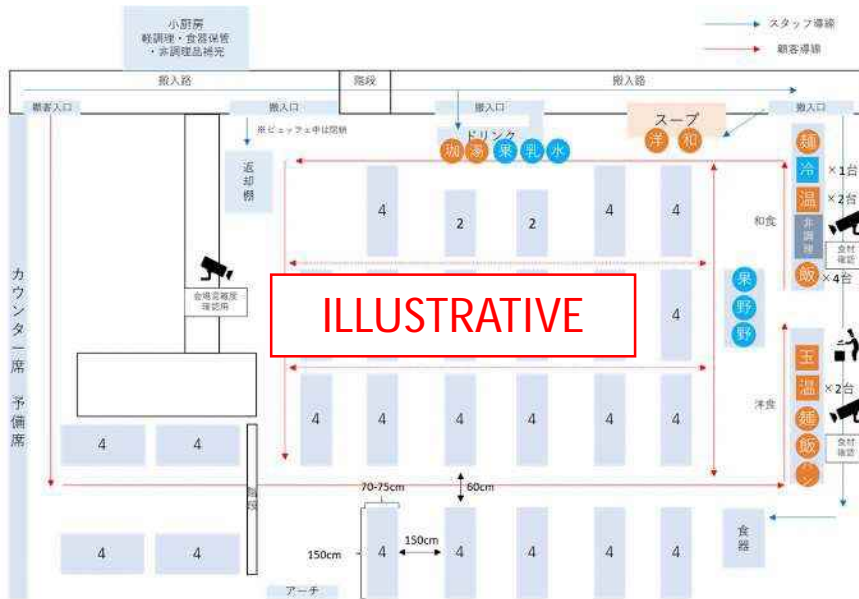 小厨房
軽調理・食器保管
・非調理品補充
スタッフ導線
顧客導線
搬入路
階段
搬入路
顧客入口
搬入口
搬入口
搬入口
※ビュッフェ中は閉鎖
ドリンク
スープ
珈
湯
果
乳
水
洋
和
麺
冷
×1台
温
×2台
非調理
飯
×4台
食材
確認
返却棚
和食
4
2
2
4
4
果
野
野
会場混雑度
確認用
ILLUSTRATIVE
4
カウンター席 予備席
玉
温
×2台
麺
飯
パン
洋食
食材
確認
4
4
4
4
4
4
4
4
階段
70-75cm
60cm
150cm
150cm
4
4
4
4
4
4
4
食器
アーチ